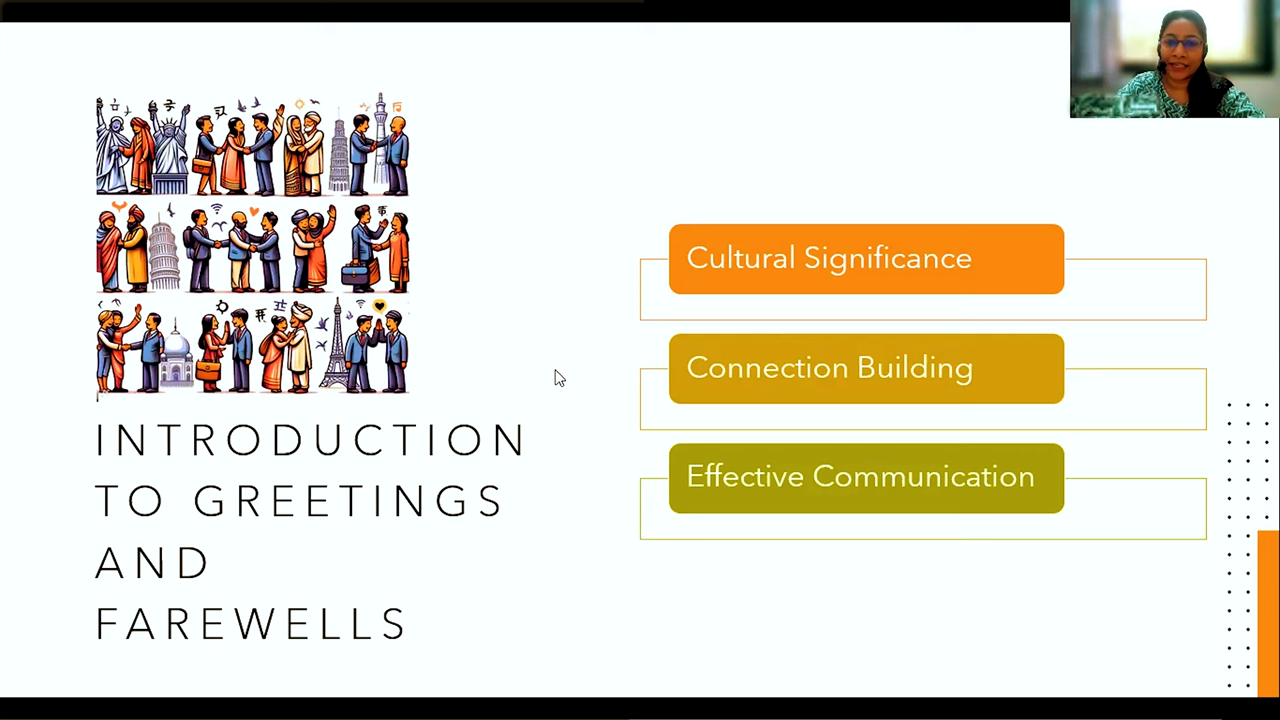 INTRODUCTION
TO GREETINGS
AND
FAREWELLS
Cultural Significance
Connection Building
Effective Communication